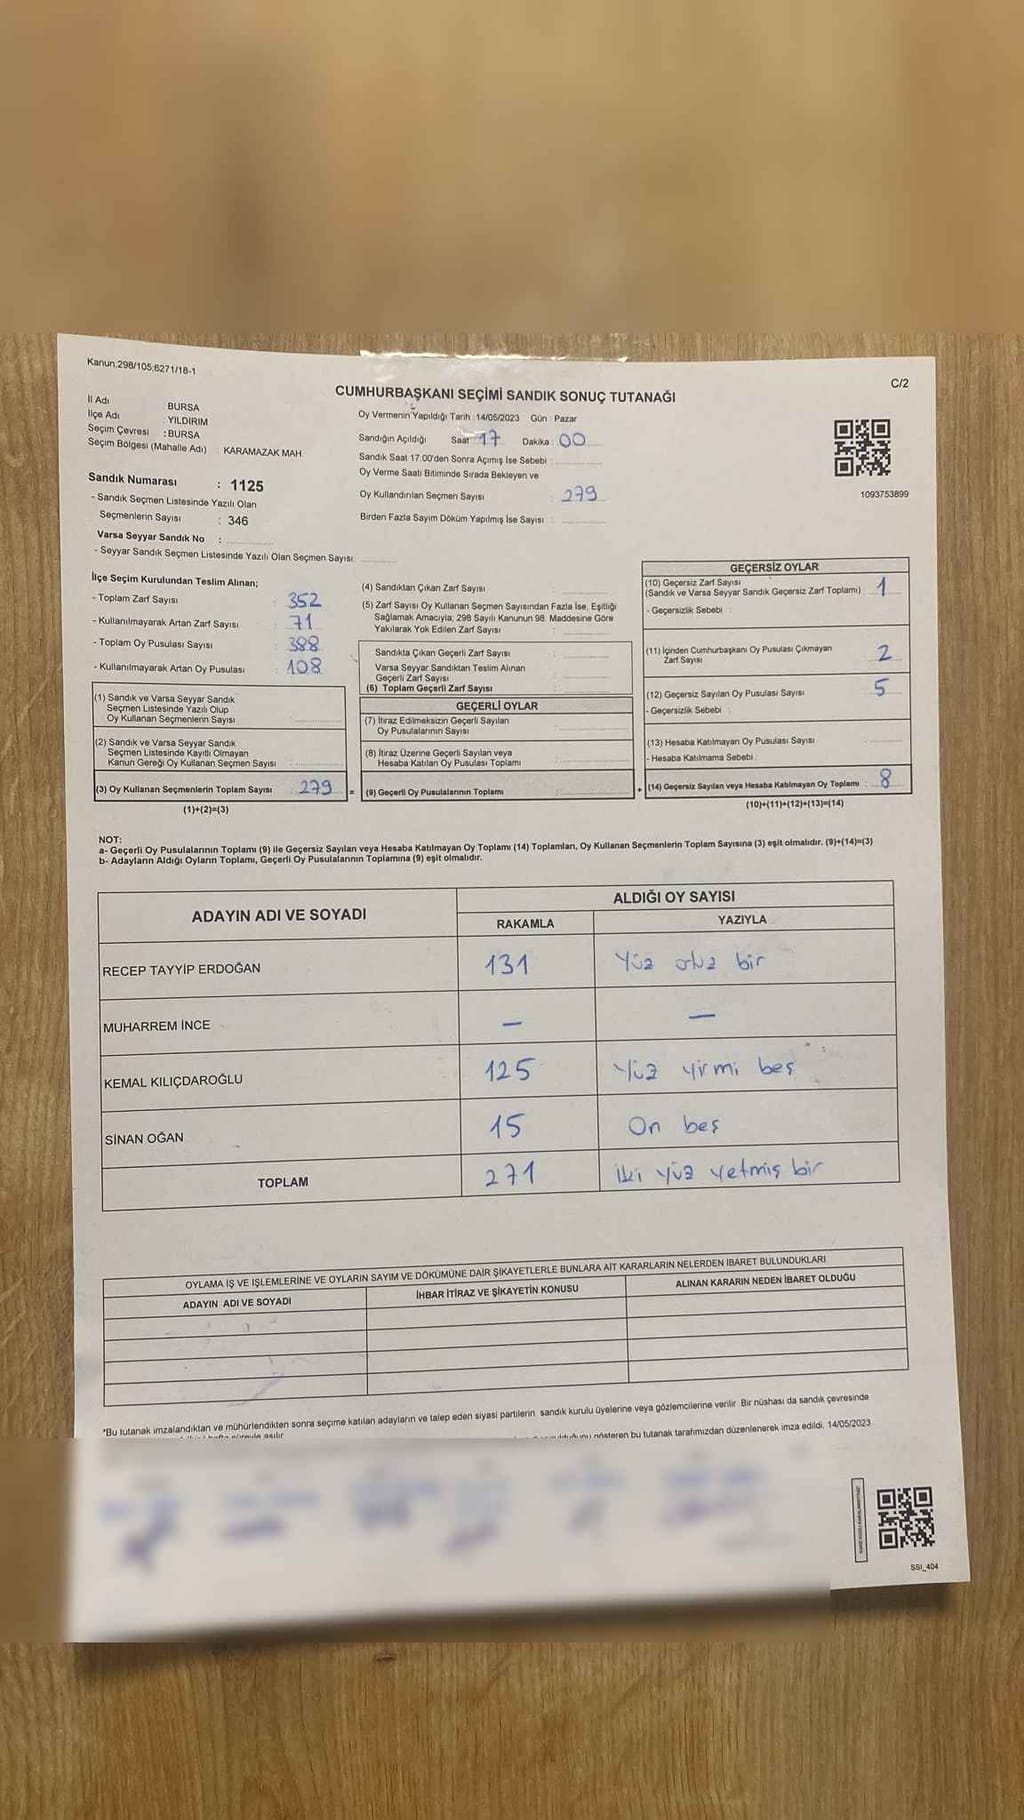 Kanun:298/105;6271/18-1
C/2
CUMHURBAŞKANI SEÇİMİ SANDIK SONUÇ TUTANAĞI
İl Adı : BURSA
İlçe Adı : YILDIRIM
Seçim Çevresi : BURSA
Seçim Bölgesi (Mahalle Adı) : KARAMAZAK MAH.
Sandık Numarası : 1125
- Sandık Seçmen Listesinde Yazılı Olan
Seçmenlerin Sayısı : 346
Varsa Seyyar Sandık No :
- Seyyar Sandık Seçmen Listesinde Yazılı Olan Seçmen Sayısı
Oy Vermenin Yapıldığı Tarih : 14/05/2023 Gün : Pazar
Sandığın Açıldığı Saat 17 Dakika : 00
Sandık Saat 17:00'den Sonra Açımış İse Sebebi :
Oy Verme Saati Bitiminde Sırada Bekleyen ve
Oy Kullandırılan Seçmen Sayısı : 279
Birden Fazla Sayım Döküm Yapılmış İse Sayısı :
1093753899
İlçe Seçim Kurulundan Teslim Alınan;
- Toplam Zarf Sayısı : 352
- Kullanılmayarak Artan Zarf Sayısı : 71
- Toplam Oy Pusulası Sayısı : 388
- Kullanılmayarak Artan Oy Pusulası : 108
(1) Sandık ve Varsa Seyyar Sandık
Seçmen Listesinde Yazılı Olup
Oy Kullanan Seçmenlerin Sayısı
(2) Sandık ve Varsa Seyyar Sandık
Seçmen Listesinde Kayıtlı Olmayan
Kanun Gereği Oy Kullanan Seçmen Sayısı
(3) Oy Kullanan Seçmenlerin Toplam Sayısı : 279 =
(1)+(2)=(3)
(4) Sandıktan Çıkan Zarf Sayısı
(5) Zarf Sayısı Oy Kullanan Seçmen Sayısından Fazla İse, Eşitliği
Sağlamak Amacıyla; 298 Sayılı Kanunun 98. Maddesine Göre
Yakılarak Yok Edilen Zarf Sayısı
Sandıkta Çıkan Geçerli Zarf Sayısı
Varsa Seyyar Sandıktan Teslim Alınan
Geçerli Zarf Sayısı
(6) Toplam Geçerli Zarf Sayısı
GEÇERLİ OYLAR
(7) İtiraz Edilmeksizin Geçerli Sayılan
Oy Pusulalarının Sayısı
(8) İtiraz Üzerine Geçerli Sayılan veya
Hesaba Katılan Oy Pusulası Toplamı
(9) Geçerli Oy Pusulalarının Toplamı +
GEÇERSİZ OYLAR
(10) Geçersiz Zarf Sayısı
(Sandık ve Varsa Seyyar Sandık Geçersiz Zarf Toplamı) 1
- Geçersizlik Sebebi :
(11) İçinden Cumhurbaşkanı Oy Pusulası Çıkmayan
Zarf Sayısı 2
(12) Geçersiz Sayılan Oy Pusulası Sayısı 5
- Geçersizlik Sebebi :
(13) Hesaba Katılmayan Oy Pusulası Sayısı
- Hesaba Katılmama Sebebi :
(14) Geçersiz Sayılan veya Hesaba Katılmayan Oy Toplamı : 8
(10)+(11)+(12)+(13)=(14)
NOT:
a- Geçerli Oy Pusulalarının Toplamı (9) ile Geçersiz Sayılan veya Hesaba Katılmayan Oy Toplamı (14) Toplamları, Oy Kullanan Seçmenlerin Toplam Sayısına (3) eşit olmalıdır. (9)+(14)=(3)
b- Adayların Aldığı Oyların Toplamı, Geçerli Oy Pusulalarının Toplamına (9) eşit olmalıdır.
ADAYIN ADI VE SOYADI
ALDIĞI OY SAYISI
RAKAMLA YAZIYLA
RECEP TAYYİP ERDOĞAN 131 Yüz otuz bir
MUHARREM İNCE – –
KEMAL KILIÇDAROĞLU 125 Yüz yirmi beş
SİNAN OĞAN 15 On beş
TOPLAM 271 İki yüz yetmiş bir
OYLAMA İŞ VE İŞLEMLERİNE VE OYLARIN SAYIM VE DÖKÜMÜNE DAİR ŞİKAYETLERLE BUNLARA AİT KARARLARIN NELERDEN İBARET BULUNDUKLARI
ADAYIN ADI VE SOYADI İHBAR İTİRAZ VE ŞİKAYETİN KONUSU ALINAN KARARIN NEDEN İBARET OLDUĞU
*Bu tutanak imzalandıktan ve mühürlendikten sonra seçime katılan adayların ve talep eden siyasi partilerin sandık kurulu üyelerine veya gözlemcilerine verilir. Bir nüshası da sandık çevresinde
gösteren bu tutanak tarafımızdan düzenlenerek imza edildi. 14/05/2023
SSI_404